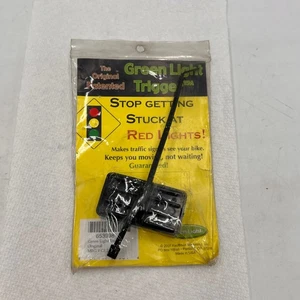 The
Original
Patented
Green Light
Trigger™
STOP GETTING
STUCK AT
RED LIGHTS!
Makes traffic signals see your bike.
Keeps you moving, not waiting!
Guaranteed!